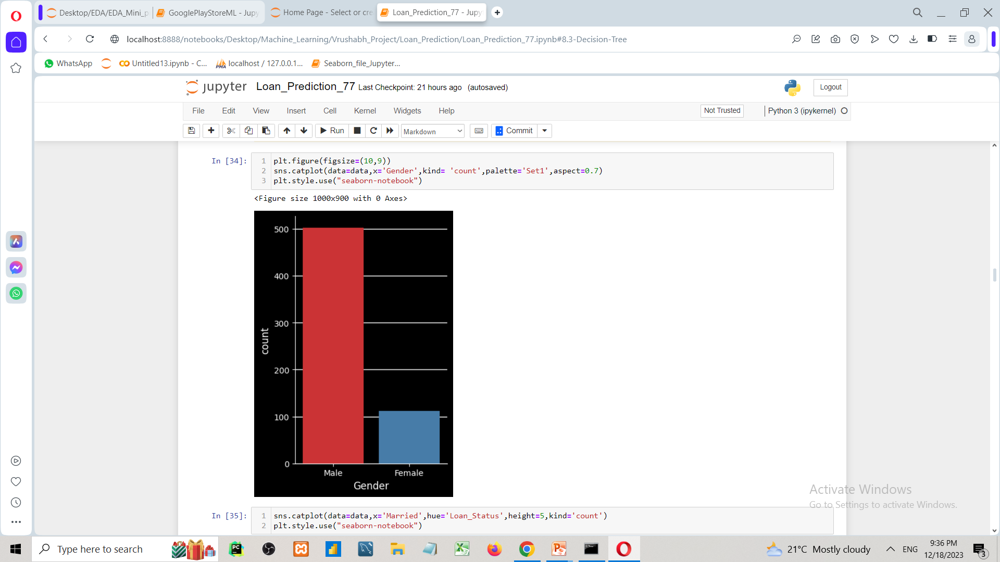 Desktop/EDA/EDA_Mini_p
GooglePlayStoreML - Jupy
Home Page - Select or cre
Loan_Prediction_77 - Jupy
localhost:8888/notebooks/Desktop/Machine_Learning/Vrushabh_Project/Loan_Prediction/Loan_Prediction_77.ipynb#8.3-Decision-Tree
WhatsApp
Untitled13.ipynb - C...
PMA
localhost / 127.0.0.1...
Seaborn_file_Jupyter...
jupyter
Loan_Prediction_77
Last Checkpoint: 21 hours ago (autosaved)
Logout
File
Edit
View
Insert
Cell
Kernel
Widgets
Help
Not Trusted
Python 3 (ipykernel)
Run
Markdown
Commit
In [34]:
1 plt.figure(figsize=(10,9))
2 sns.catplot(data=data,x='Gender',kind= 'count',palette='Set1',aspect=0.7)
3 plt.style.use("seaborn-notebook")
<Figure size 1000x900 with 0 Axes>
500
400
300
200
100
0
count
Male
Female
Gender
In [35]:
1 sns.catplot(data=data,x='Married',hue='Loan_Status',height=5,kind='count')
2 plt.style.use("seaborn-notebook")
Activate Windows
Go to Settings to activate Windows.
Type here to search
PC
21°C Mostly cloudy
ENG
9:36 PM
12/18/2023
3